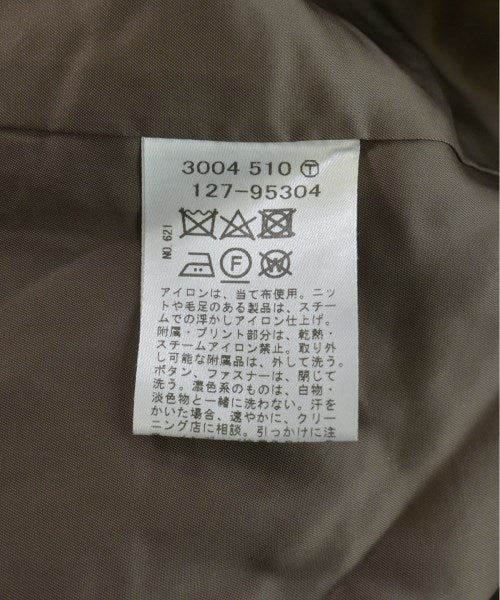 3004 510 Ⓣ
127-95304
NO.621
F
W
アイロンは、当て布使用。ニッ
トや毛足のある製品は、スチー
ムでの浮かしアイロン仕上げ。
附属・プリント部分は、乾熱・
スチームアイロン禁止。取り外
し可能な附属品は、外して洗う。
ボタン、ファスナーは、閉じて
洗う。濃色系のものは、白物・
淡色物と一緒に洗わない。汗を
かいた場合、速やかに、クリー
ニング店に相談。引っかけに注